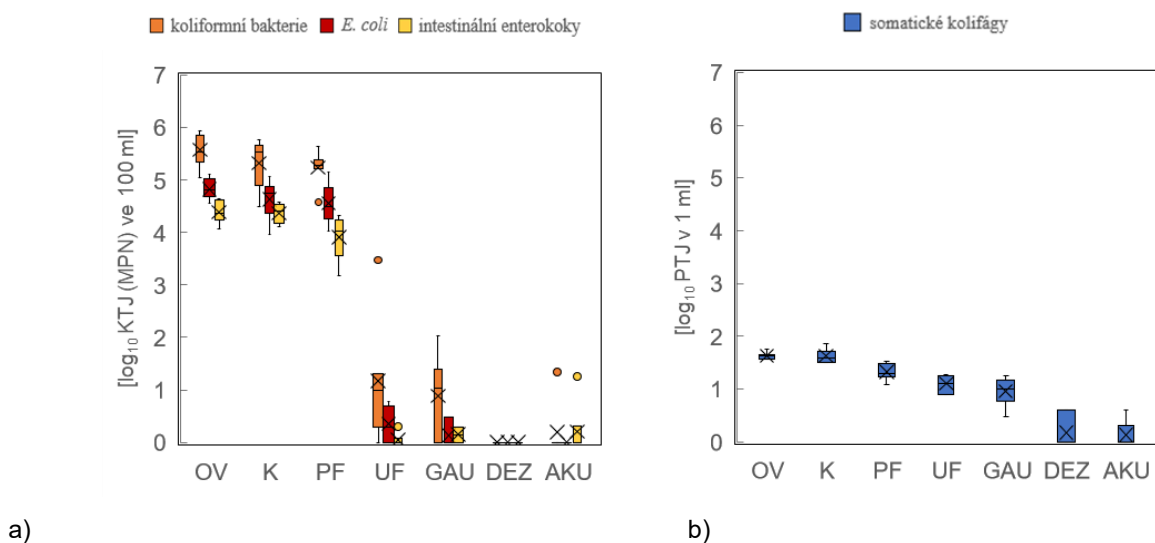 koliformní bakterie E. coli intestinální enterokoky
[log10 KTJ (MPN) ve 100 ml]
7
6
5
4
3
2
1
0
OV K PF UF GAU DEZ AKU
a)
somatické kolifágy
[log10 PTJ v 1 ml]
7
6
5
4
3
2
1
0
OV K PF UF GAU DEZ AKU
b)